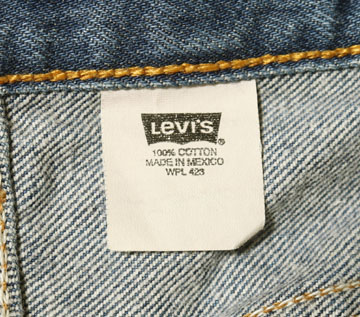 Levi's®
100% COTTON
MADE IN MEXICO
WPL 423